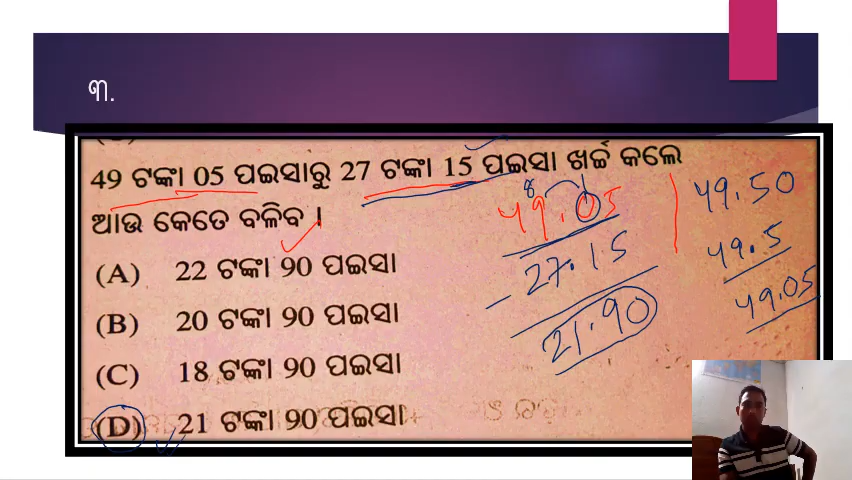 ୩.
49 ଟଙ୍କା 05 ପଇସାରୁ 27 ଟଙ୍କା 15 ପଇସା ଖର୍ଚ୍ଚ କଲେ
ଆଉ କେତେ ବଳିବ ।
(A) 22 ଟଙ୍କା 90 ପଇସା
(B) 20 ଟଙ୍କା 90 ପଇସା
(C) 18 ଟଙ୍କା 90 ପଇସା
(D) 21 ଟଙ୍କା 90 ପଇସା
8
49.05
- 27.15
21.90
49.50
49.5
49.05